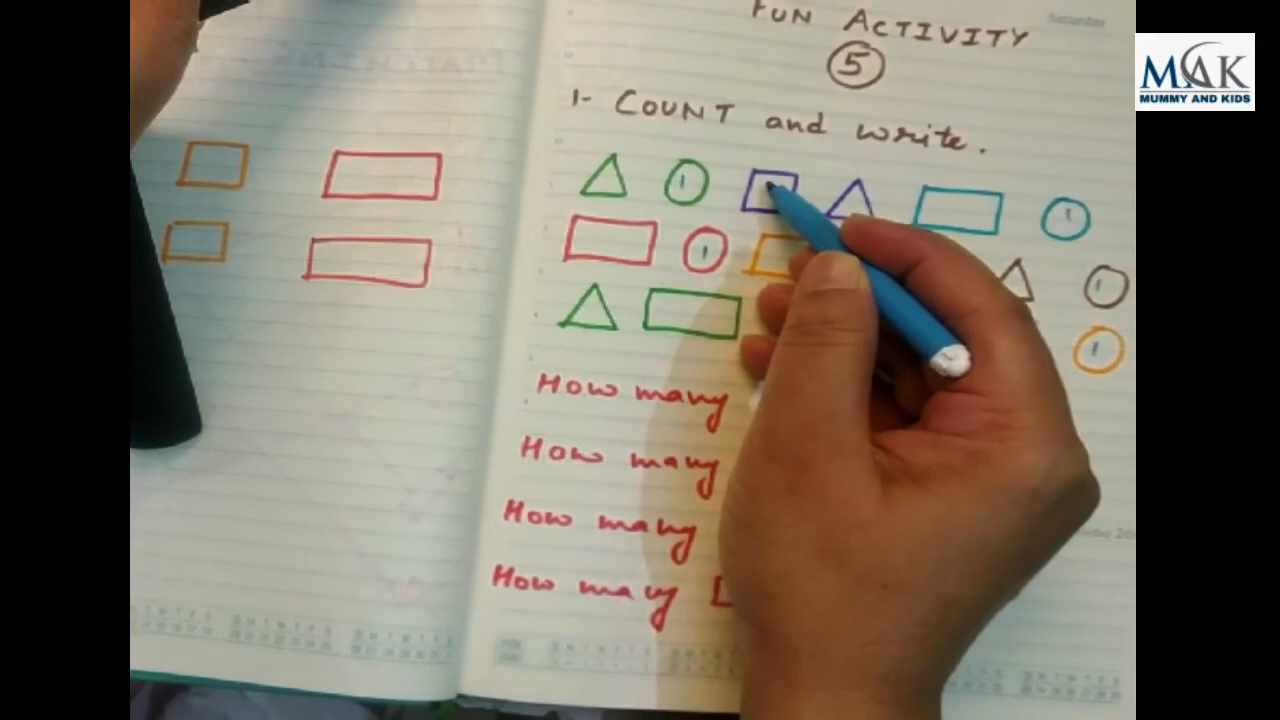 Saturday
FUN ACTIVITY
5
1- COUNT and write.
How many
How many
How many
How many
MAK
MUMMY AND KIDS